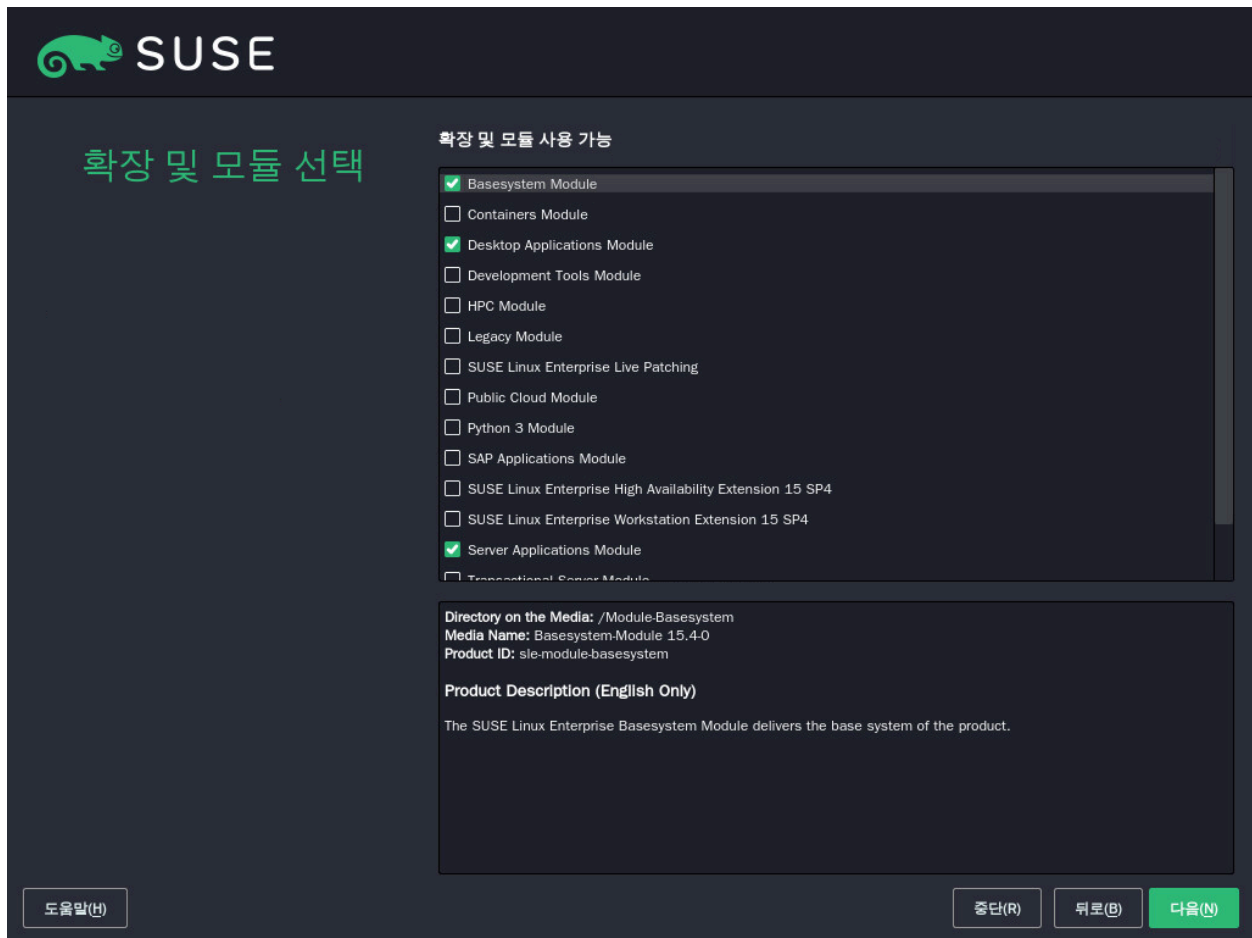 SUSE
확장 및 모듈 선택
확장 및 모듈 사용 가능
Basesystem Module
Containers Module
Desktop Applications Module
Development Tools Module
HPC Module
Legacy Module
SUSE Linux Enterprise Live Patching
Public Cloud Module
Python 3 Module
SAP Applications Module
SUSE Linux Enterprise High Availability Extension 15 SP4
SUSE Linux Enterprise Workstation Extension 15 SP4
Server Applications Module
Transactional Server Module
Directory on the Media: /Module-Basesystem
Media Name: Basesystem-Module 15.4-0
Product ID: sle-module-basesystem
Product Description (English Only)
The SUSE Linux Enterprise Basesystem Module delivers the base system of the product.
도움말(H)
중단(R)
뒤로(B)
다음(N)